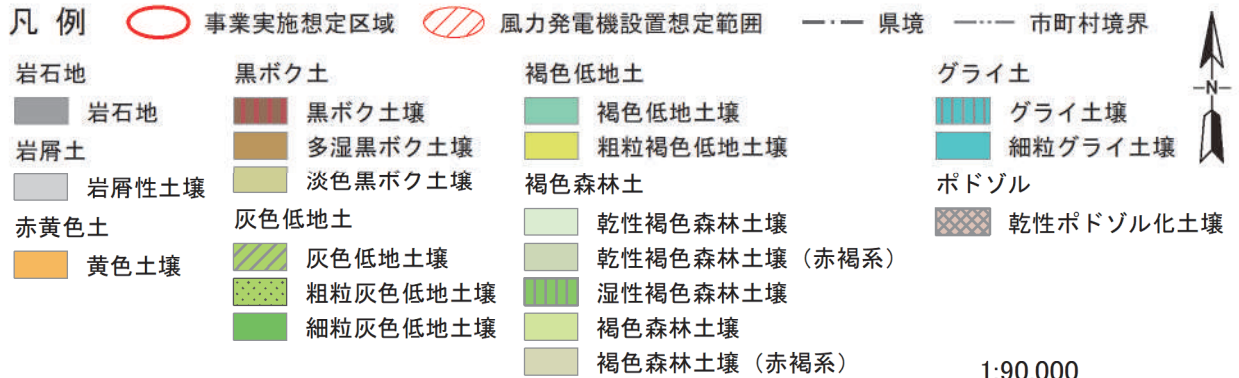 凡 例 事業実施想定区域 風力発電機設置想定範囲 県境 市町村境界
岩石地
岩石地
岩屑土
岩屑性土壌
赤黄色土
黄色土壌
黒ボク土
黒ボク土壌
多湿黒ボク土壌
淡色黒ボク土壌
灰色低地土
灰色低地土壌
粗粒灰色低地土壌
細粒灰色低地土壌
褐色低地土
褐色低地土壌
粗粒褐色低地土壌
褐色森林土
乾性褐色森林土壌
乾性褐色森林土壌（赤褐系）
湿性褐色森林土壌
褐色森林土壌
褐色森林土壌（赤褐系）
グライ土
グライ土壌
細粒グライ土壌
ポドゾル
乾性ポドゾル化土壌
N
1:90,000